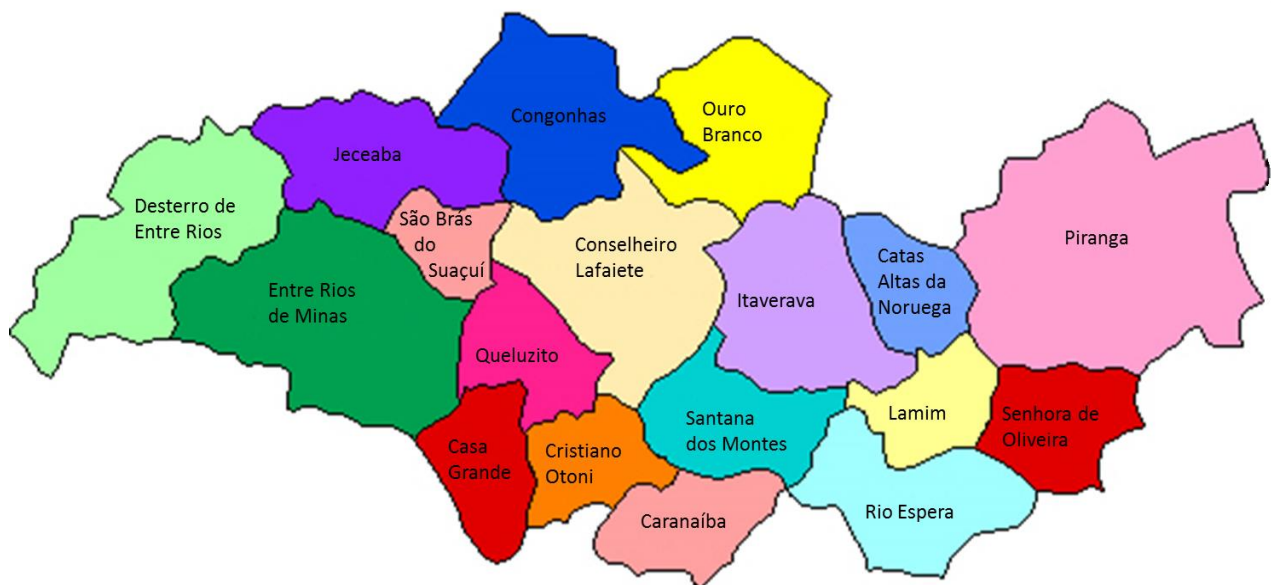 Congonhas
Ouro
Branco
Jeceaba
Desterro de
Entre Rios
São Brás
do
Suaçuí
Conselheiro
Lafaiete
Catas
Altas da
Noruega
Piranga
Entre Rios
de Minas
Itaverava
Queluzito
Casa
Grande
Cristiano
Otoni
Santana
dos Montes
Lamim
Senhora de
Oliveira
Caranaíba
Rio Espera